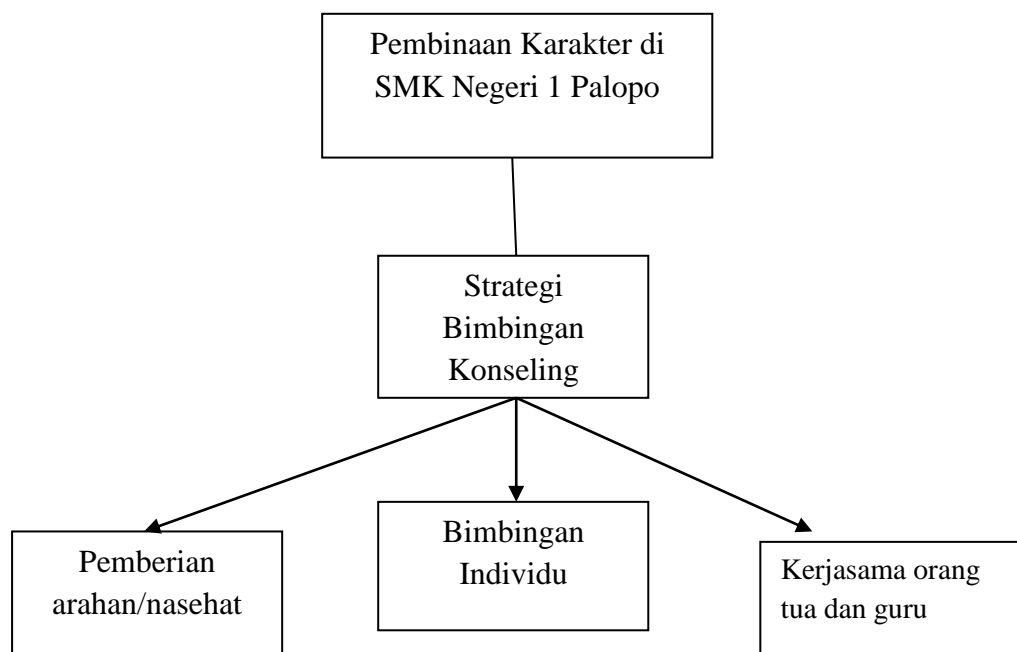 Pembinaan Karakter di
SMK Negeri 1 Palopo
Strategi
Bimbingan
Konseling
Pemberian
arahan/nasehat
Bimbingan
Individu
Kerjasama orang
tua dan guru